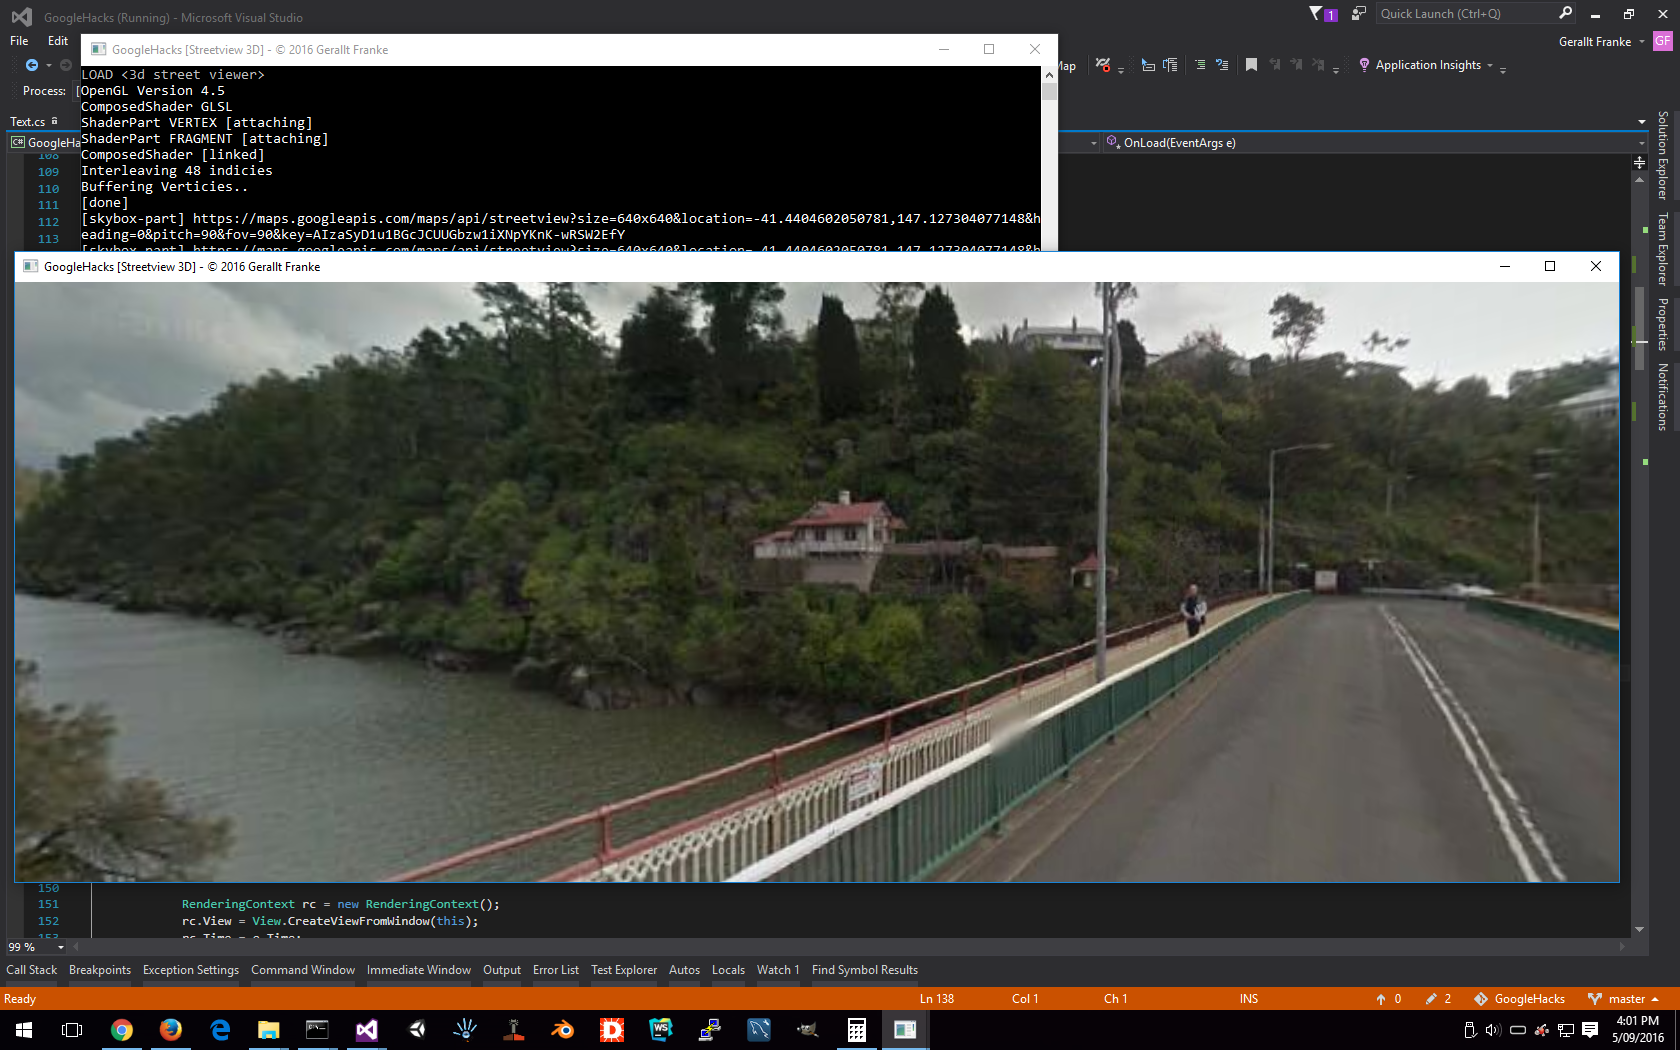 GoogleHacks (Running) - Microsoft Visual Studio
1
Quick Launch (Ctrl+Q)
File Edit
GoogleHacks [Streetview 3D] - © 2016 Gerallt Franke
Gerallt Franke GF
Map
Application Insights
Process:
LOAD <3d street viewer>
OpenGL Version 4.5
ComposedShader GLSL
ShaderPart VERTEX [attaching]
ShaderPart FRAGMENT [attaching]
ComposedShader [linked]
Interleaving 48 indicies
Buffering Verticies..
[done]
[skybox-part] https://maps.googleapis.com/maps/api/streetview?size=640x640&location=-41.4404602050781,147.127304077148&h
eading=0&pitch=90&fov=90&key=AIzaSyD1u1BGcJCUUGbzw1iXNpYKnK-wRSW2EfY
[skybox-part] https://maps.googleapis.com/maps/api/streetview?size=640x640&location=-41.4404602050781,147.127304077148&h
Text.cs
C# GoogleHa
OnLoad(EventArgs e)
108
109
110
111
112
113
Solution Explorer
Team Explorer
Properties
Notifications
GoogleHacks [Streetview 3D] - © 2016 Gerallt Franke
150
151 RenderingContext rc = new RenderingContext();
152 rc.View = View.CreateViewFromWindow(this);
153 rc.Time = e.Time;
99 %
Call Stack Breakpoints Exception Settings Command Window Immediate Window Output Error List Test Explorer Autos Locals Watch 1 Find Symbol Results
Ready Ln 138 Col 1 Ch 1 INS 0 2 GoogleHacks master
WS
4:01 PM
5/09/2016